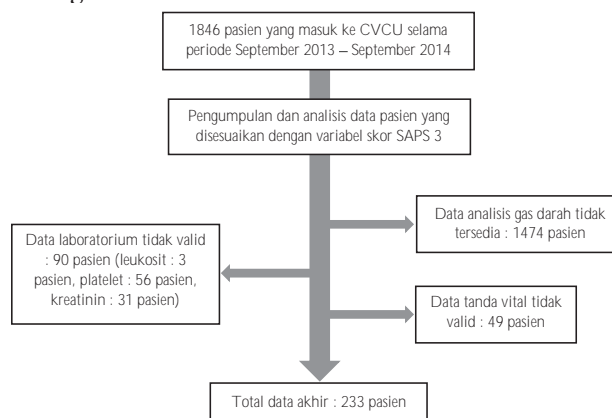 1846 pasien yang masuk ke CVCU selama
periode September 2013 – September 2014
Pengumpulan dan analisis data pasien yang
disesuaikan dengan variabel skor SAPS 3
Data analisis gas darah tidak
tersedia : 1474 pasien
Data laboratorium tidak valid
: 90 pasien (leukosit : 3
pasien, platelet : 56 pasien,
kreatinin : 31 pasien)
Data tanda vital tidak
valid : 49 pasien
Total data akhir : 233 pasien